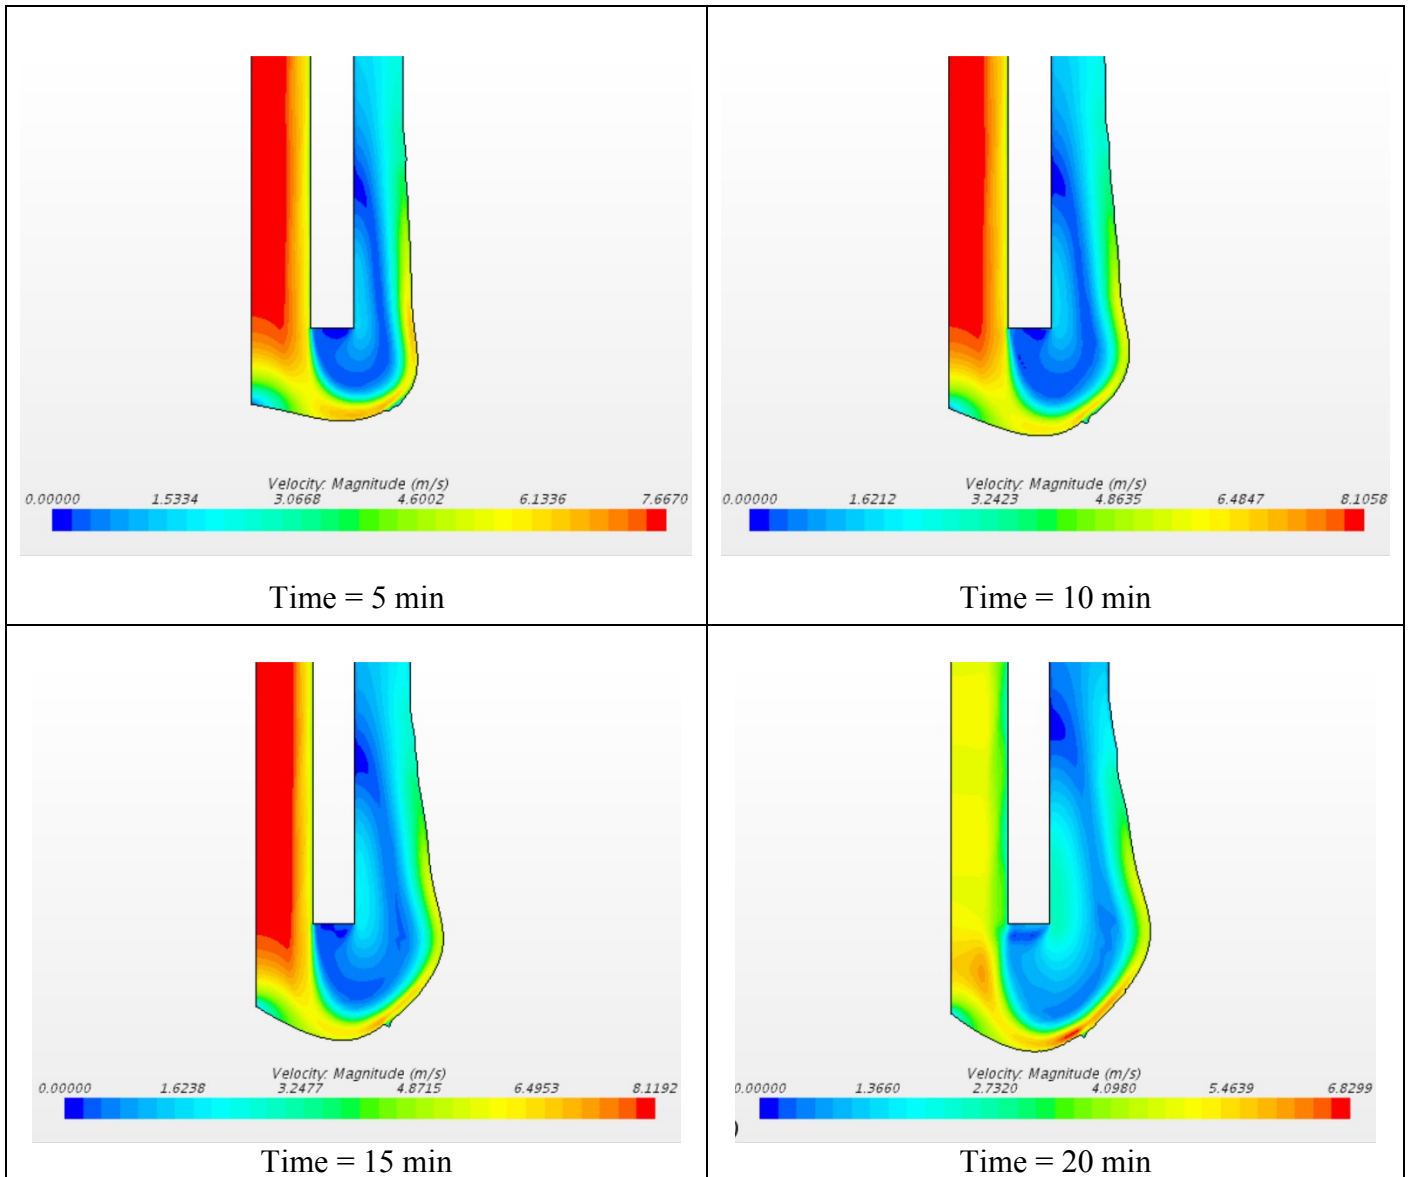 Velocity: Magnitude (m/s)
0.00000 1.5334 3.0668 4.6002 6.1336 7.6670
Time = 5 min
Velocity: Magnitude (m/s)
0.00000 1.6212 3.2423 4.8635 6.4847 8.1058
Time = 10 min
Velocity: Magnitude (m/s)
0.00000 1.6238 3.2477 4.8715 6.4953 8.1192
Time = 15 min
Velocity: Magnitude (m/s)
0.00000 1.3660 2.7320 4.0980 5.4639 6.8299
)
Time = 20 min